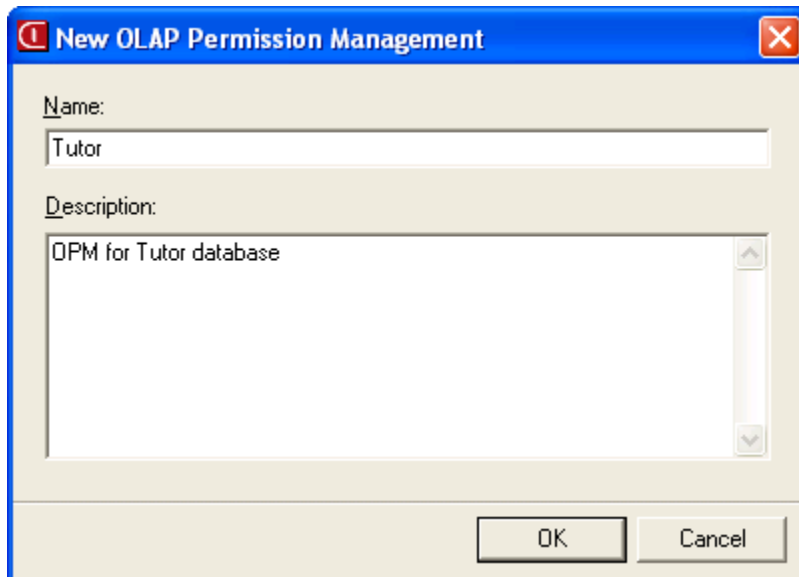 New OLAP Permission Management
Name:
Tutor
Description:
OPM for Tutor database
OK Cancel